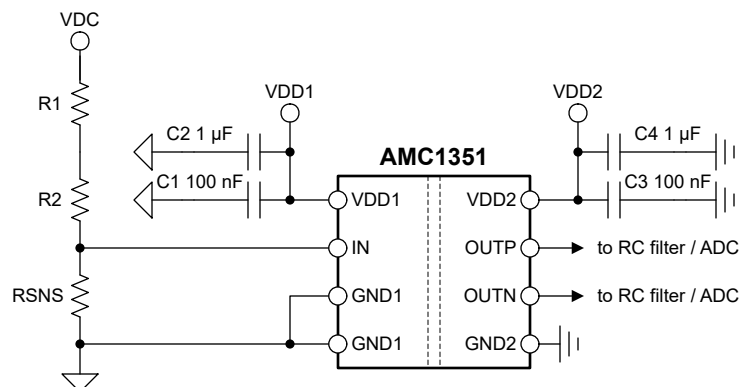 VDC
R1
R2
RSNS
VDD1
C2 1 µF
C1 100 nF
AMC1351
VDD1
IN
GND1
GND1
VDD2
OUTP
OUTN
GND2
VDD2
C4 1 µF
C3 100 nF
to RC filter / ADC
to RC filter / ADC